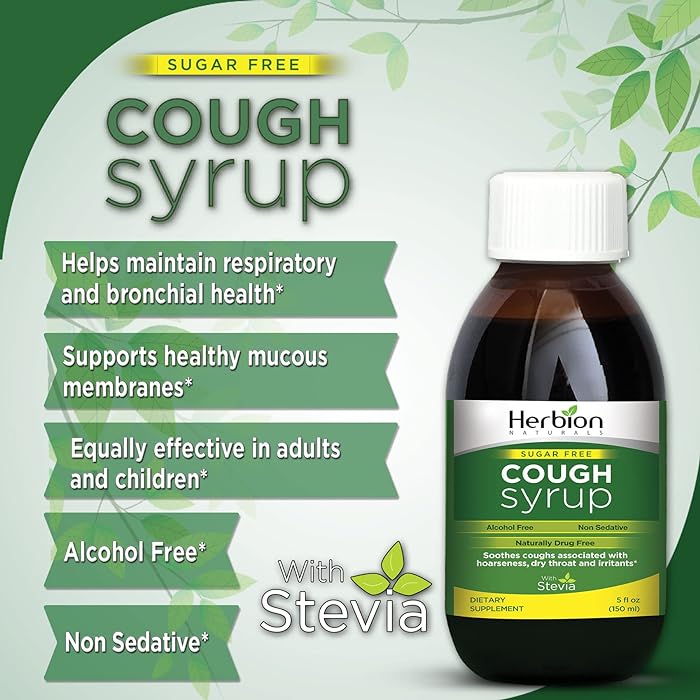 SUGAR FREE
COUGH
syrup
Helps maintain respiratory
and bronchial health*
Supports healthy mucous
membranes*
Equally effective in adults
and children*
Alcohol Free*
Non Sedative*
With
Stevia
Herbion
NATURALS
SUGAR FREE
COUGH
syrup
Alcohol Free Non Sedative
Naturally Drug Free
Soothes coughs associated with
hoarseness, dry throat and irritants*
With
Stevia
DIETARY 5 fl oz
SUPPLEMENT (150 ml)